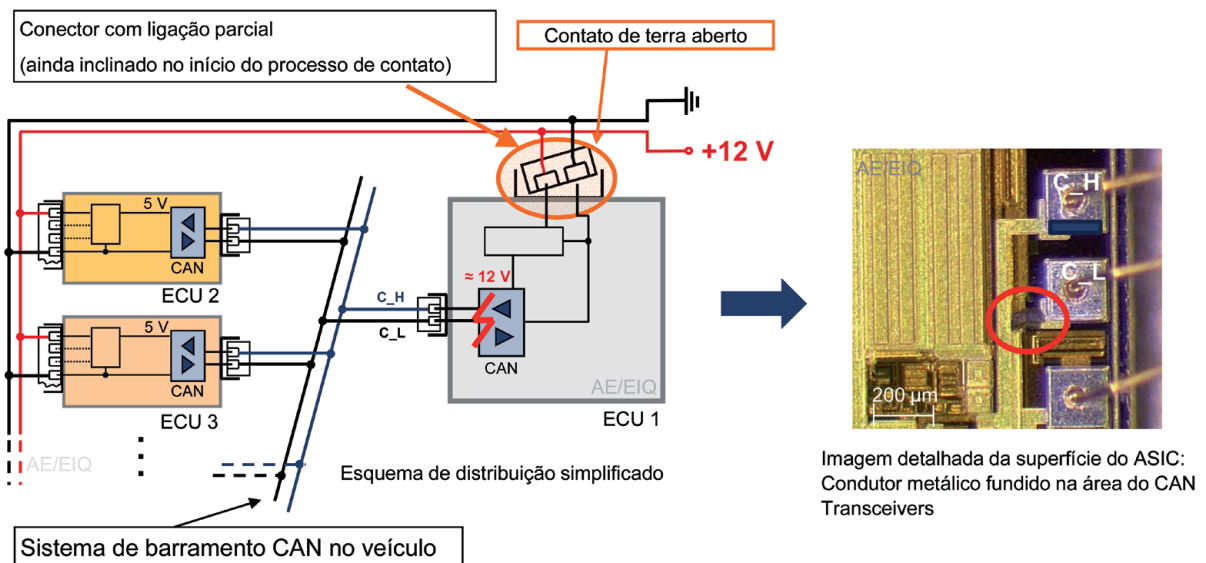 Conector com ligação parcial
(ainda inclinado no início do processo de contato)
Contato de terra aberto
+12 V
5 V
CAN
ECU 2
5 V
CAN
ECU 3
AE/EIQ
C_H
C_L
≈ 12 V
CAN
AE/EIQ
ECU 1
Esquema de distribuição simplificado
Sistema de barramento CAN no veículo
AE/EIQ
C_H
C_L
200 µm
Imagem detalhada da superfície do ASIC:
Condutor metálico fundido na área do CAN
Transceivers